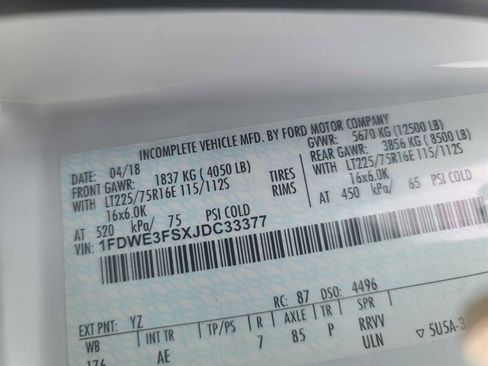 INCOMPLETE VEHICLE MFD. BY FORD MOTOR COMPANY
DATE: 04/18 GVWR: 5670 KG (12500 LB)
FRONT GAWR: 1837 KG (4050 LB) REAR GAWR: 3856 KG (8500 LB)
WITH LT225/75R16E 115/112S TIRES WITH LT225/75R16E 115/112S
16x6.0K RIMS 16x6.0K
AT 520 kPa/ 75 PSI COLD AT 450 kPa/ 65 PSI COLD
VIN: 1FDWE3FSXJDC33377
EXT PNT: YZ RC: 87 DSO: 4496
WB INT TR TP/PS R AXLE TR SPR
176 AE 7 85 P RRVV
ULN ▽ 5U5A-3